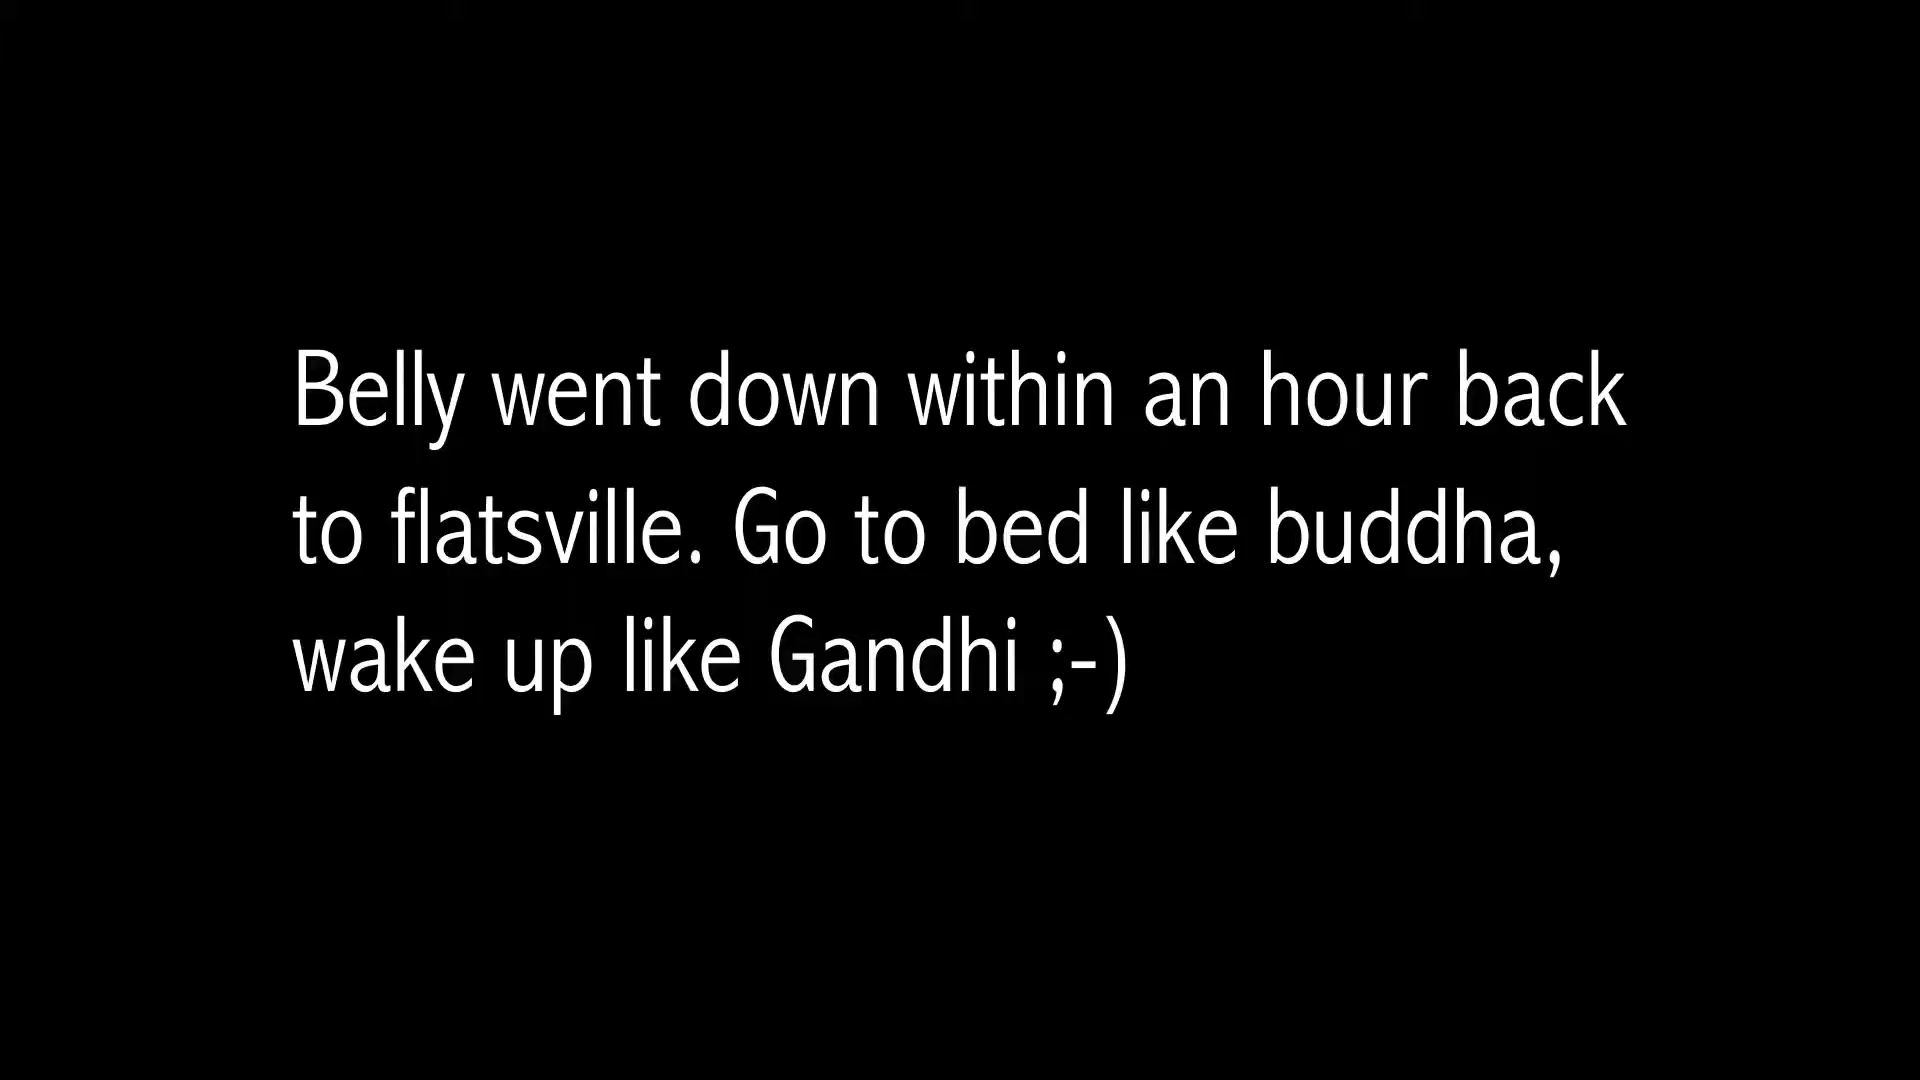 Belly went down within an hour back
to flatsville. Go to bed like buddha,
wake up like Gandhi ;-)